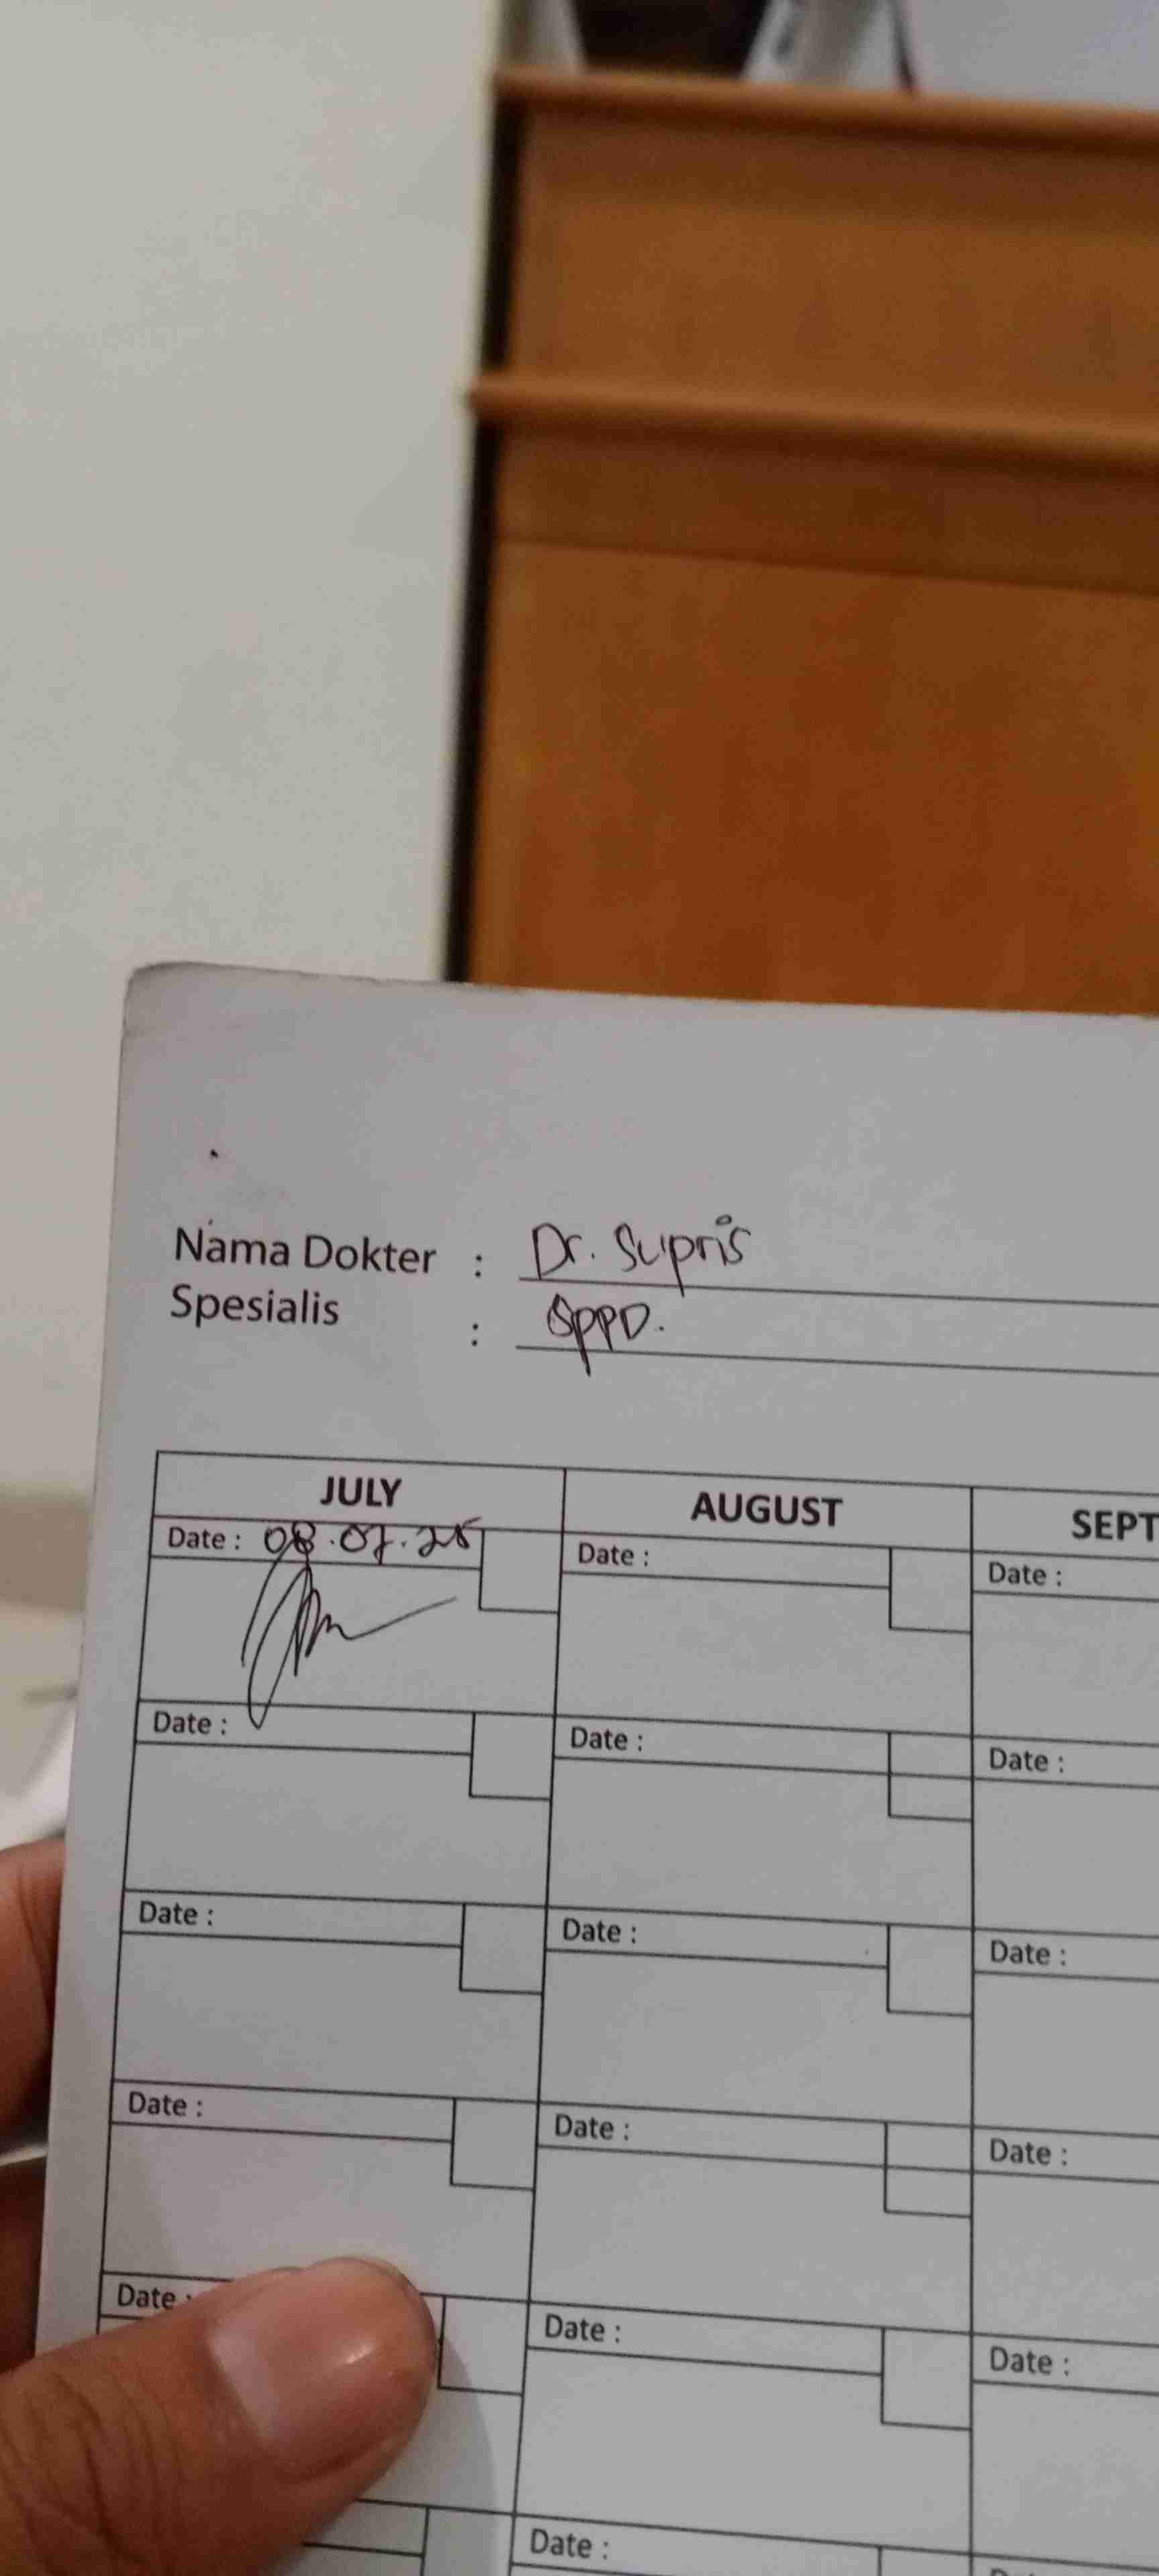 Nama Dokter : Dr. Supris
Spesialis : SPPD.
JULY AUGUST SEPT
Date : 08.07.25 Date : Date :
Date : Date : Date :
Date : Date : Date :
Date : Date : Date :
Date : Date : Date :
Date :